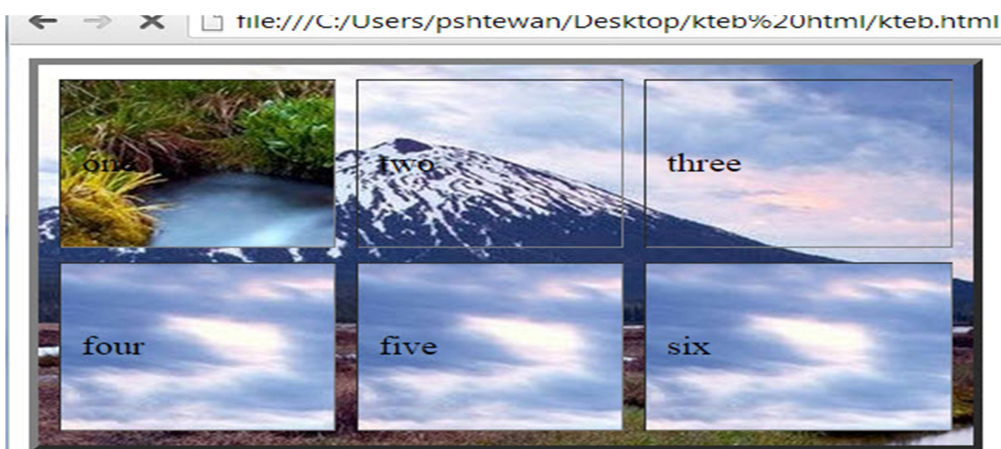 file:///C:/Users/pshtewan/Desktop/kteb%20html/kteb.html
one two three
four five six